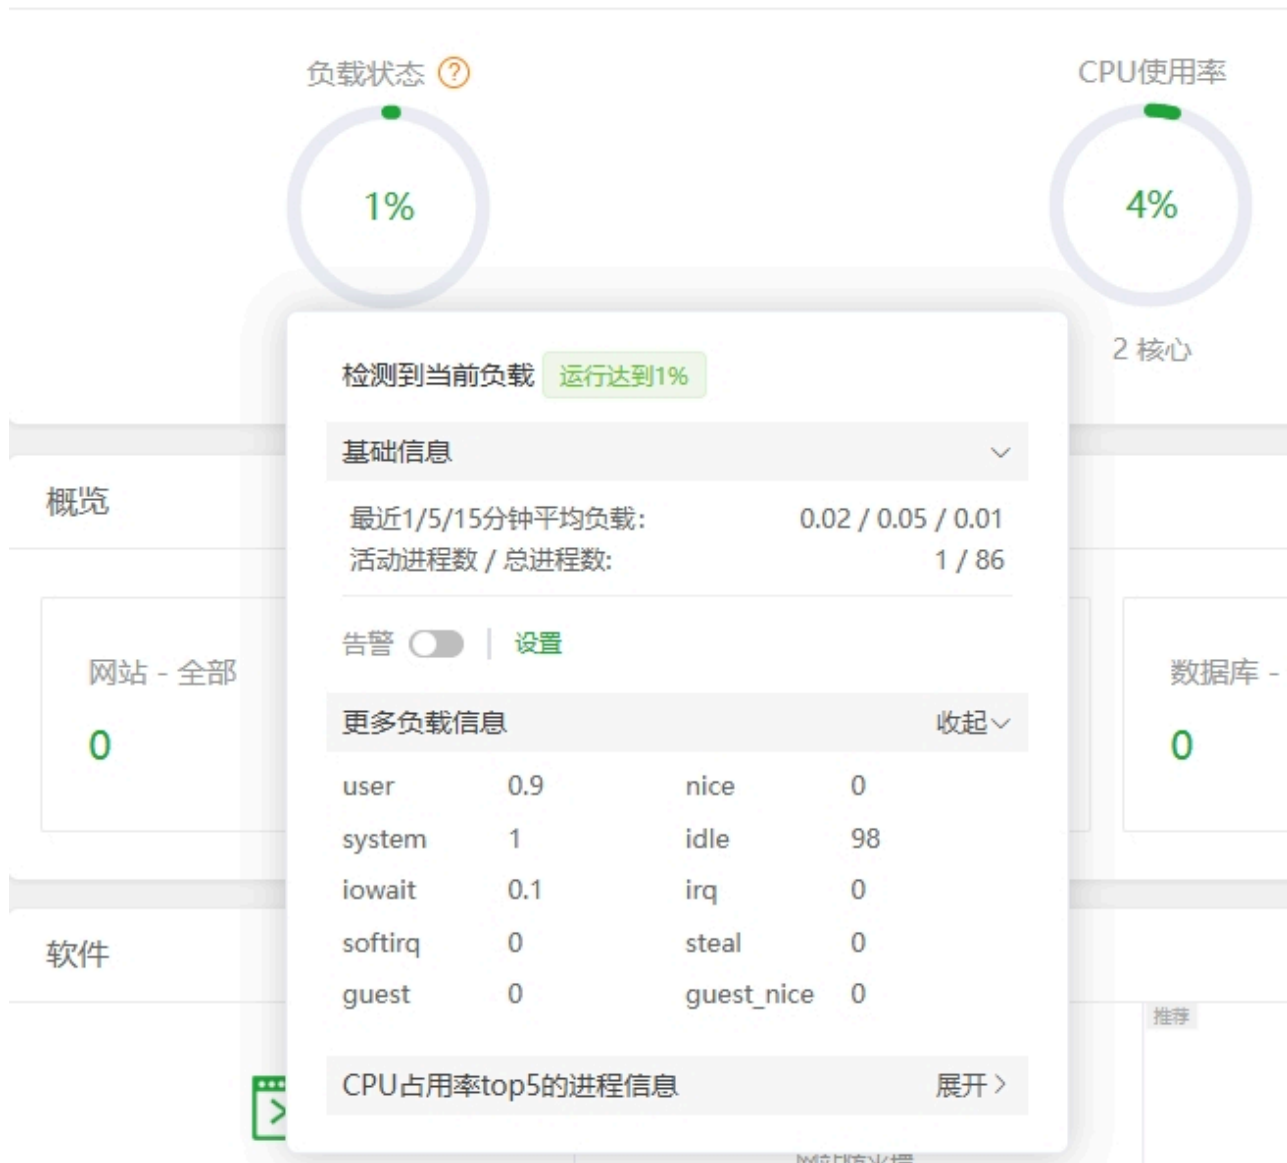 负载状态 ?
CPU使用率
1%
4%
2 核心
检测到当前负载 运行达到1%
基础信息
最近1/5/15分钟平均负载: 0.02 / 0.05 / 0.01
活动进程数 / 总进程数: 1 / 86
告警 | 设置
概览
网站 - 全部
0
数据库 -
0
更多负载信息 收起
user 0.9 nice 0
system 1 idle 98
iowait 0.1 irq 0
softirq 0 steal 0
guest 0 guest_nice 0
软件
推荐
CPU占用率top5的进程信息 展开